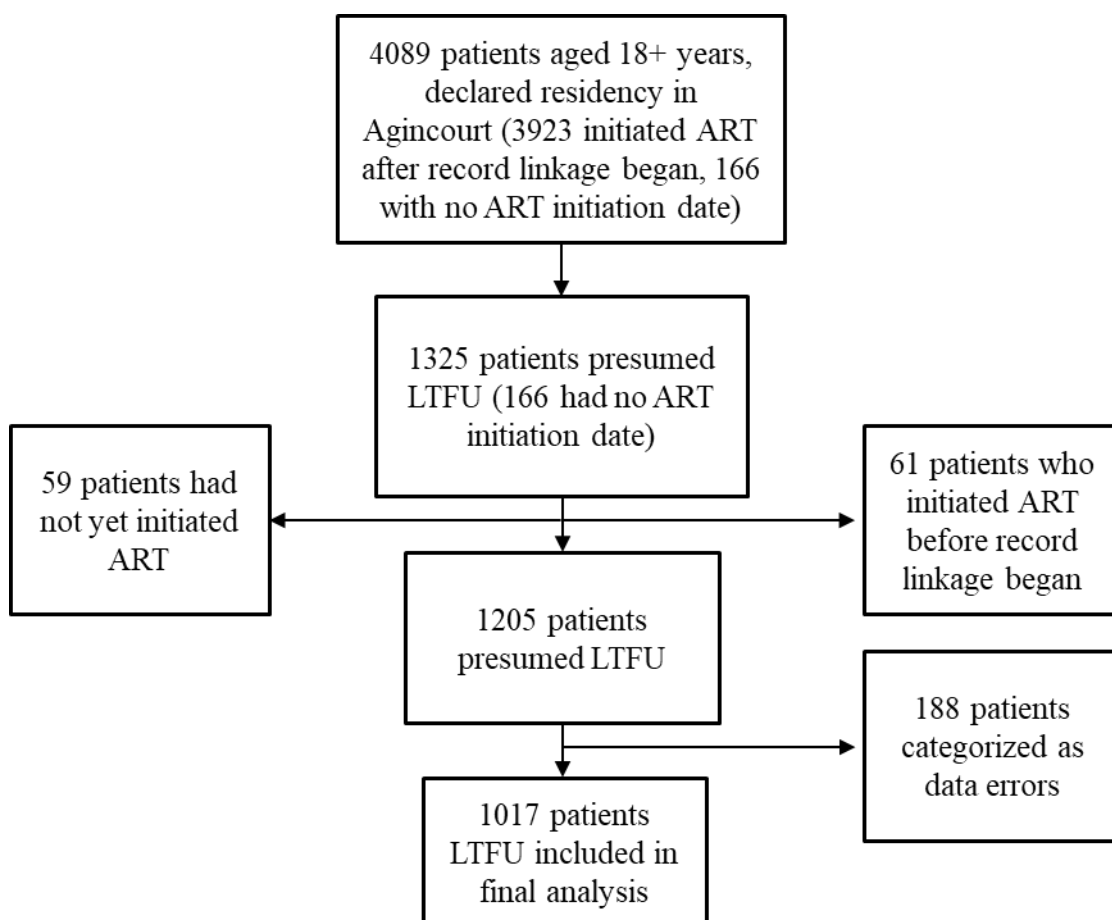 4089 patients aged 18+ years,
declared residency in
Agincourt (3923 initiated ART
after record linkage began, 166
with no ART initiation date)
1325 patients presumed
LTFU (166 had no ART
initiation date)
59 patients had
not yet initiated
ART
61 patients who
initiated ART
before record
linkage began
1205 patients
presumed LTFU
188 patients
categorized as
data errors
1017 patients
LTFU included in
final analysis